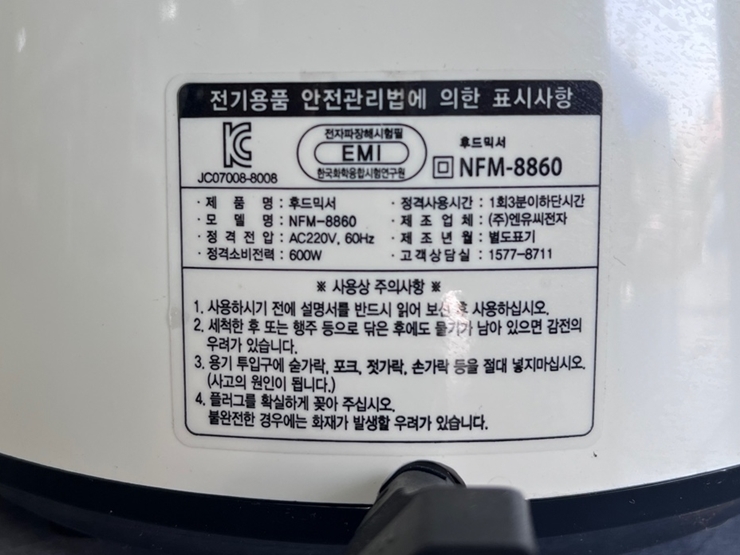 전기용품 안전관리법에 의한 표시사항
JC07008-8008
전자파장해시험필
EMI
한국화학융합시험연구원
후드믹서
NFM-8860
· 제 품 명 : 후드믹서
· 모 델 명 : NFM-8860
· 정 격 전 압 : AC220V, 60Hz
· 정격소비전력 : 600W
· 정격사용시간 : 1회3분이하단시간
· 제 조 업 체 : (주)엔유씨전자
· 제 조 년 월 : 별도표기
· 고객상담실 : 1577-8711
※ 사용상 주의사항 ※
1. 사용하시기 전에 설명서를 반드시 읽어 보신 후 사용하십시오.
2. 세척한 후 또는 행주 등으로 닦은 후에도 물기가 남아 있으면 감전의
우려가 있습니다.
3. 용기 투입구에 숟가락, 포크, 젓가락, 손가락 등을 절대 넣지마십시오.
(사고의 원인이 됩니다.)
4. 플러그를 확실하게 꽂아 주십시오.
불완전한 경우에는 화재가 발생할 우려가 있습니다.